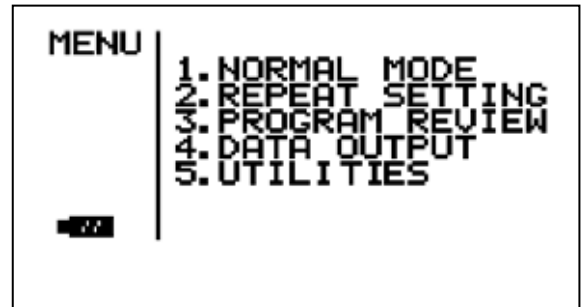 MENU
1.NORMAL MODE
2.REPEAT SETTING
3.PROGRAM REVIEW
4.DATA OUTPUT
5.UTILITIES